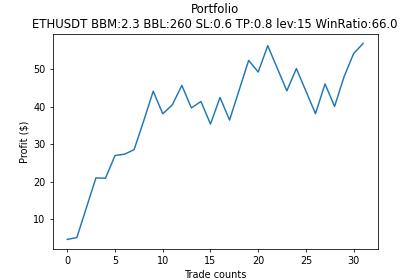 Portfolio
ETHUSDT BBM:2.3 BBL:260 SL:0.6 TP:0.8 lev:15 WinRatio:66.0
Profit ($)
50
40
30
20
10
0 5 10 15 20 25 30
Trade counts